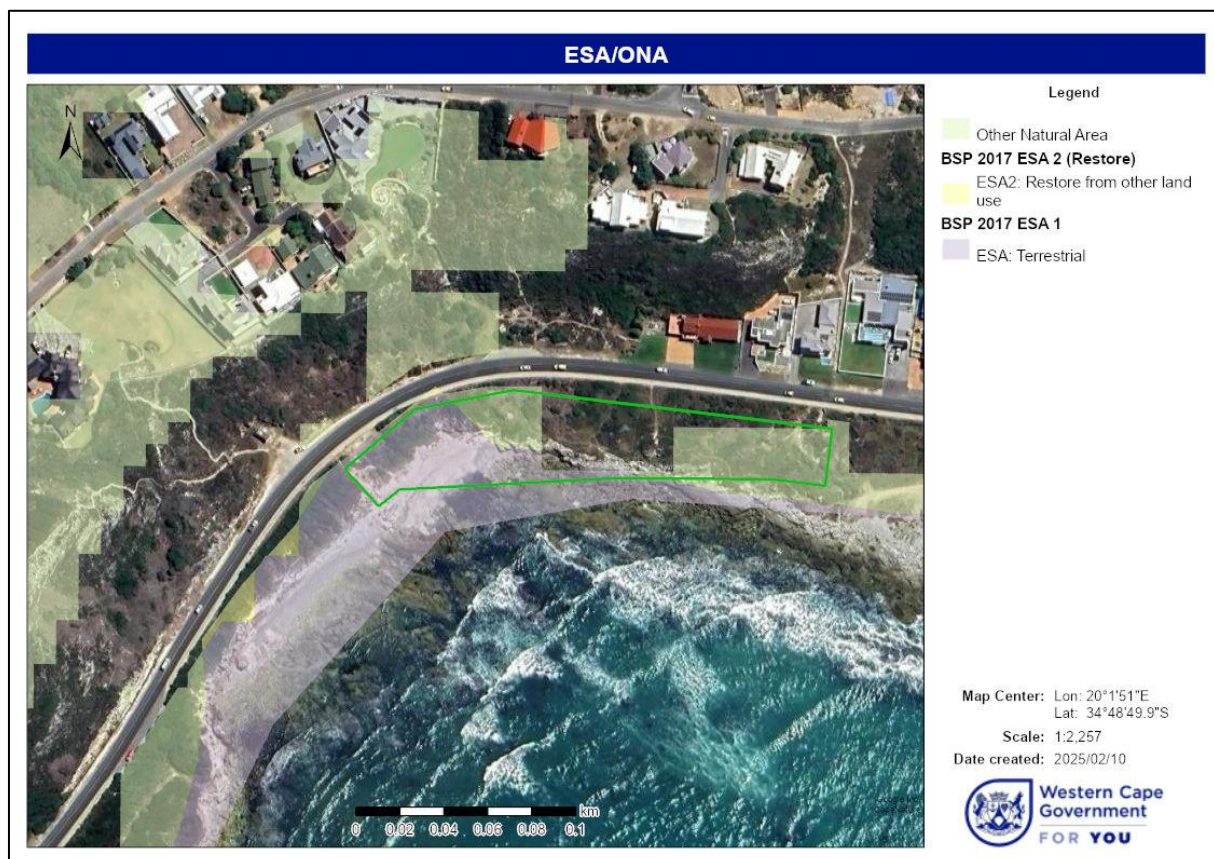 ESA/ONA
N
Legend
Other Natural Area
BSP 2017 ESA 2 (Restore)
ESA2: Restore from other land
use
BSP 2017 ESA 1
ESA: Terrestrial
Map Center: Lon: 20°1'51"E
Lat: 34°48'49.9"S
Scale: 1:2,257
Date created: 2025/02/10
km
0 0.02 0.04 0.06 0.08 0.1
Western Cape
Government
FOR YOU